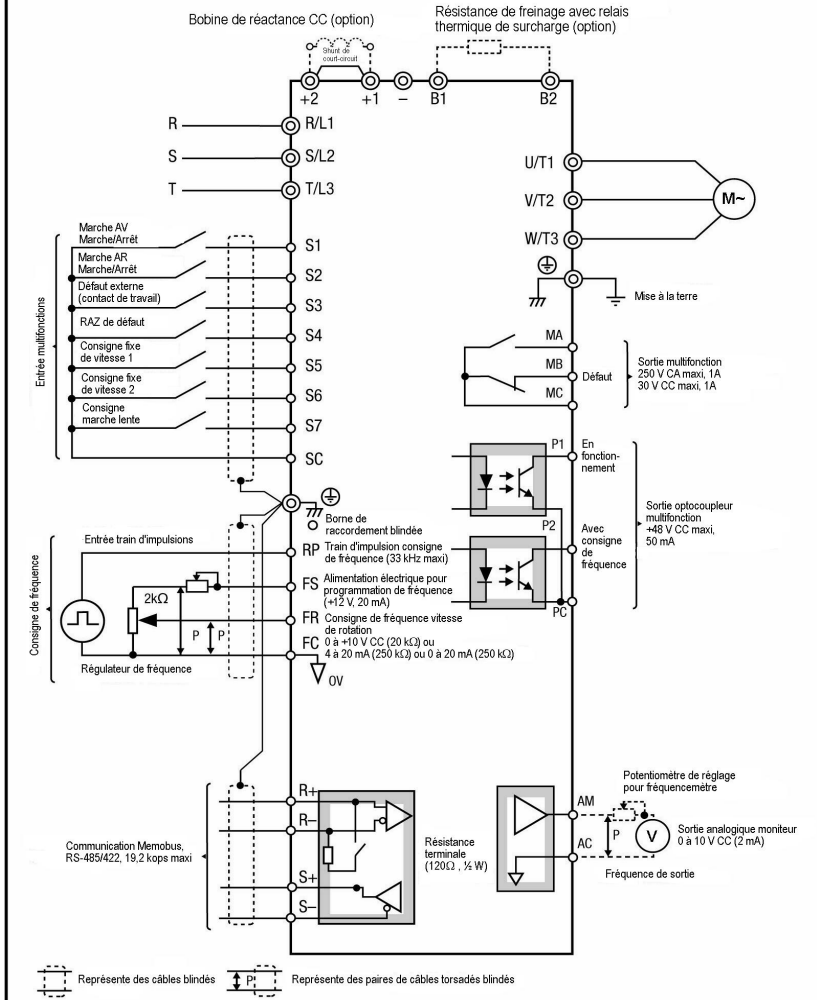 Bobine de réactance CC (option)
Résistance de freinage avec relais
thermique de surcharge (option)
Shunt de
court-circuit
+2
+1
–
B1
B2
R
R/L1
S
S/L2
T
T/L3
U/T1
V/T2
W/T3
M~
Mise à la terre
Entrée multifonctions
Marche AV
Marche/Arrêt
S1
Marche AR
Marche/Arrêt
S2
Défaut externe
(contact de travail)
S3
RAZ de défaut
S4
Consigne fixe
de vitesse 1
S5
Consigne fixe
de vitesse 2
S6
Consigne
marche lente
S7
SC
MA
MB
MC
Dèfaut
Sortie multifonction
250 V CA maxi, 1A
30 V CC maxi, 1A
P1
En
fonction-
nement
P2
Avec
consigne
de
fréquence
PC
Sortie optocoupleur
multifonction
+48 V CC maxi,
50 mA
Borne de
raccordement blindée
Consigne de fréquence
Entrée train d'impulsions
RP
Train d'impulsion consigne
de fréquence (33 kHz maxi)
FS
Alimentation électrique pour
programmation de fréquence
(+12 V, 20 mA)
2kΩ
FR
Consigne de fréquence vitesse
de rotation
FC
0 à +10 V CC (20 kΩ) ou
4 à 20 mA (250 kΩ) ou 0 à 20 mA (250 kΩ)
P
P
Régulateur de fréquence
0V
Communication Memobus,
RS-485/422, 19,2 kops maxi
R+
R–
S+
S–
Résistance
terminale
(120Ω , ½ W)
Potentiomètre de réglage
pour fréquencemètre
AM
AC
P
V
Sortie analogique moniteur
0 à 10 V CC (2 mA)
Fréquence de sortie
Représente des câbles blindés
P
Représente des paires de câbles torsadés blindés